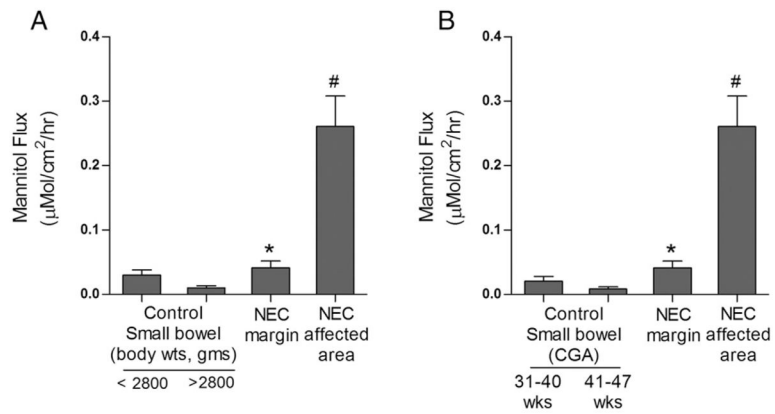 A
Mannitol Flux
(μMol/cm²/hr)
0.4
0.3
0.2
0.1
0.0
*
#
Control
Small bowel
(body wts, gms)
< 2800 >2800
NEC
margin
NEC
affected
area
B
Mannitol Flux
(μMol/cm²/hr)
0.4
0.3
0.2
0.1
0.0
*
#
Control
Small bowel
(CGA)
31-40 41-47
wks wks
NEC
margin
NEC
affected
area